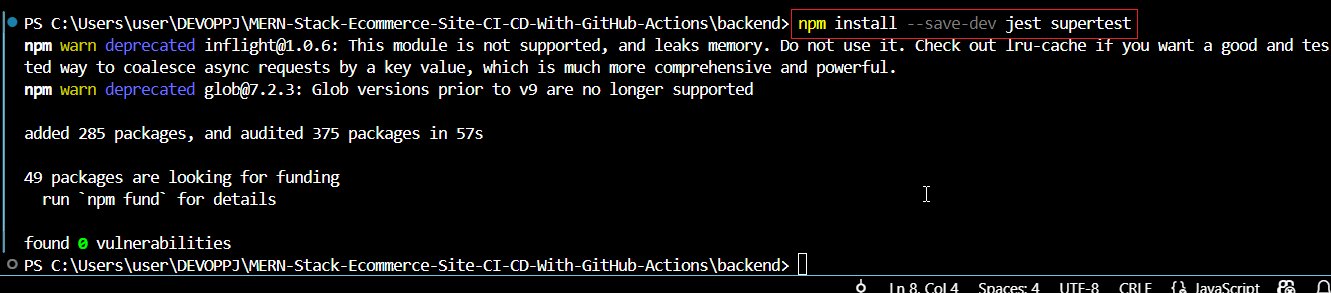 PS C:\Users\user\DEVOPPJ\MERN-Stack-Ecommerce-Site-CI-CD-With-GitHub-Actions\backend> npm install --save-dev jest supertest
npm warn deprecated inflight@1.0.6: This module is not supported, and leaks memory. Do not use it. Check out lru-cache if you want a good and tes
ted way to coalesce async requests by a key value, which is much more comprehensive and powerful.
npm warn deprecated glob@7.2.3: Glob versions prior to v9 are no longer supported
added 285 packages, and audited 375 packages in 57s
49 packages are looking for funding
  run `npm fund` for details
found 0 vulnerabilities
PS C:\Users\user\DEVOPPJ\MERN-Stack-Ecommerce-Site-CI-CD-With-GitHub-Actions\backend>
Ln 8, Col 4 Spaces: 4 UTF-8 CRLF {} JavaScript